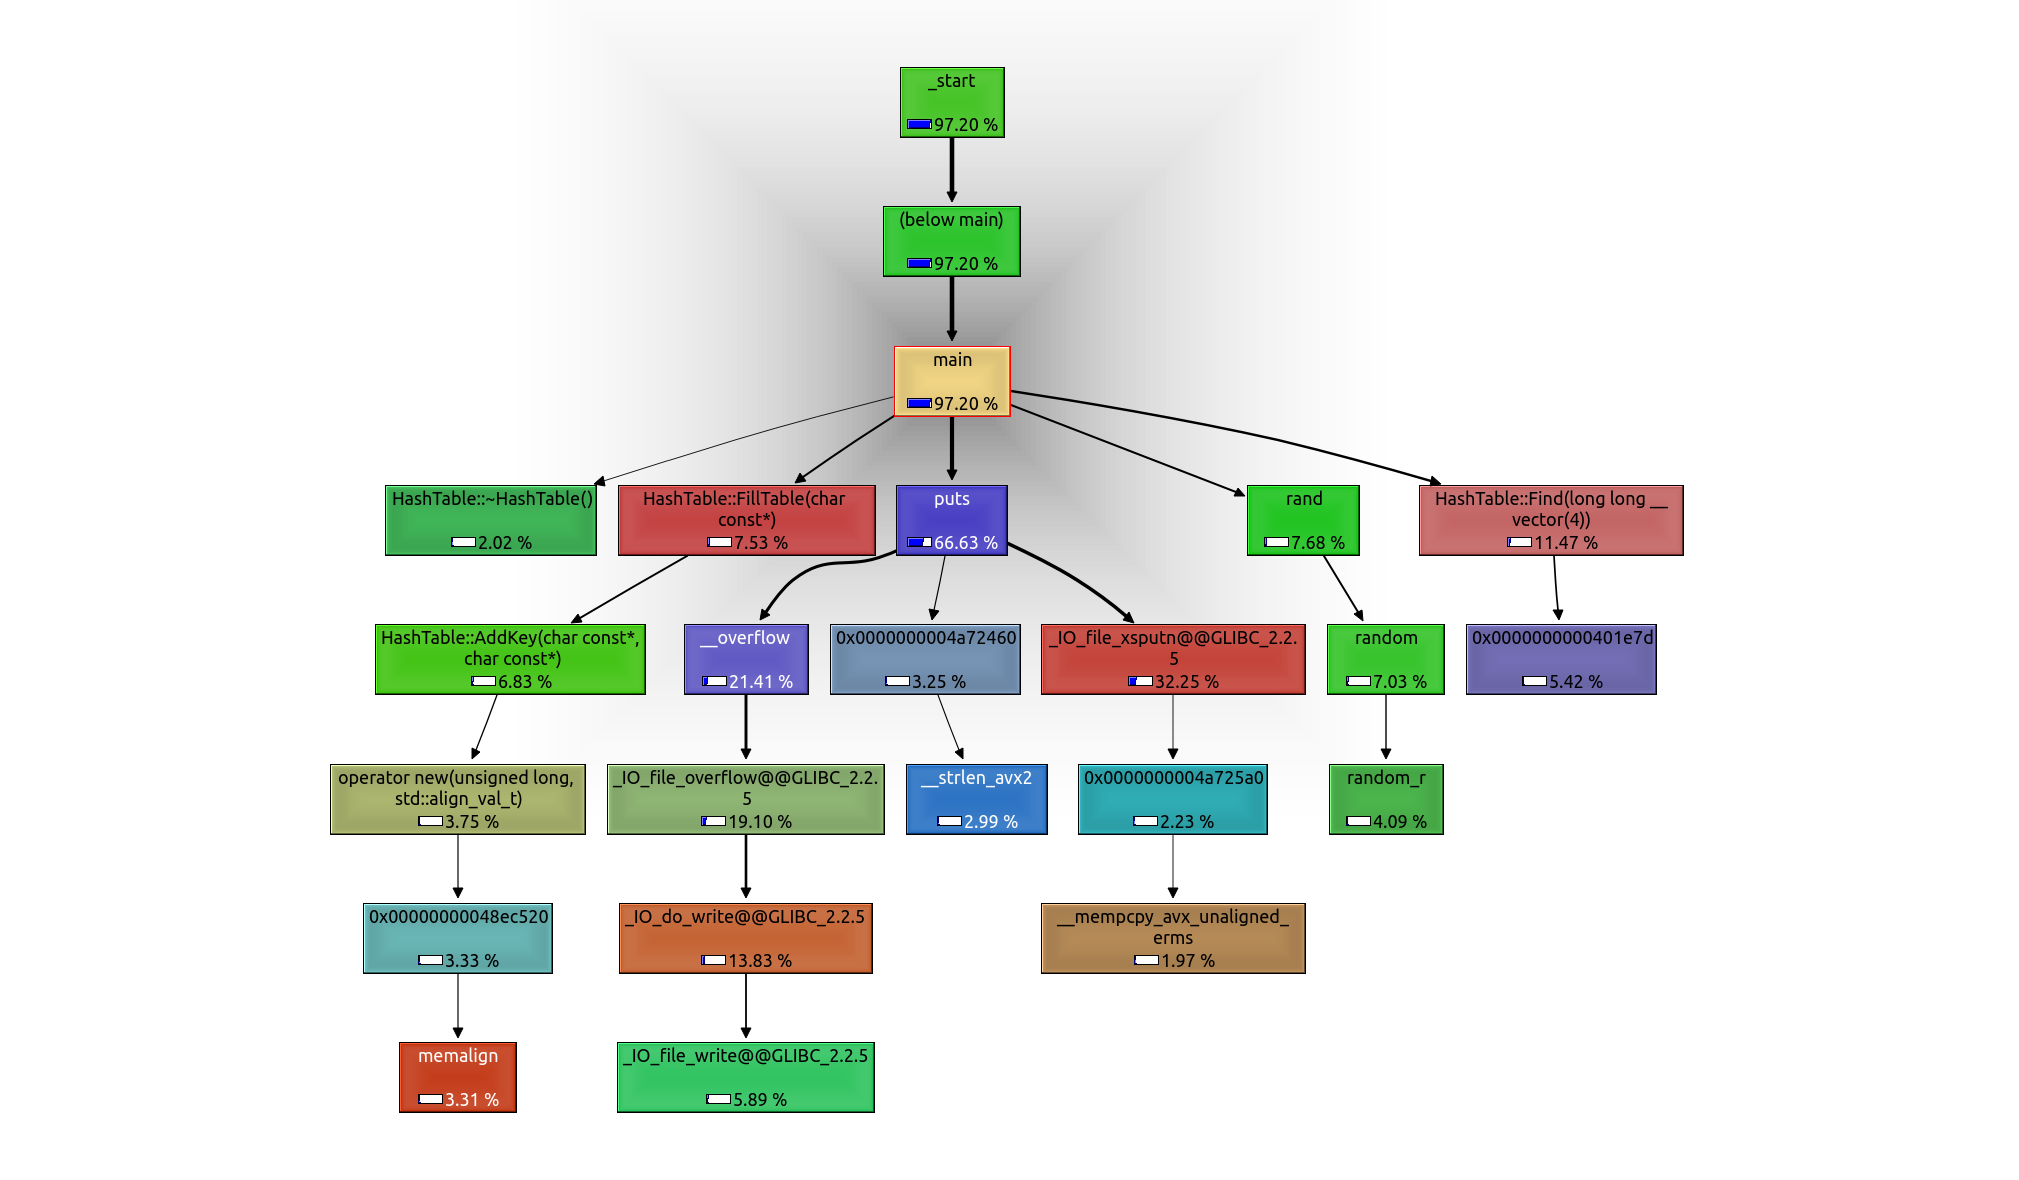 _start
97.20 %
(below main)
97.20 %
main
97.20 %
HashTable::~HashTable()
2.02 %
HashTable::FillTable(char
const*)
7.53 %
puts
66.63 %
rand
7.68 %
HashTable::Find(long long __
vector(4))
11.47 %
HashTable::AddKey(char const*,
char const*)
6.83 %
__overflow
21.41 %
0x0000000004a72460
3.25 %
_IO_file_xsputn@@GLIBC_2.2.
5
32.25 %
random
7.03 %
0x0000000000401e7d
5.42 %
operator new(unsigned long,
std::align_val_t)
3.75 %
_IO_file_overflow@@GLIBC_2.2.
5
19.10 %
__strlen_avx2
2.99 %
0x0000000004a725a0
2.23 %
random_r
4.09 %
0x00000000048ec520
3.33 %
_IO_do_write@@GLIBC_2.2.5
13.83 %
__mempcpy_avx_unaligned_
erms
1.97 %
memalign
3.31 %
_IO_file_write@@GLIBC_2.2.5
5.89 %